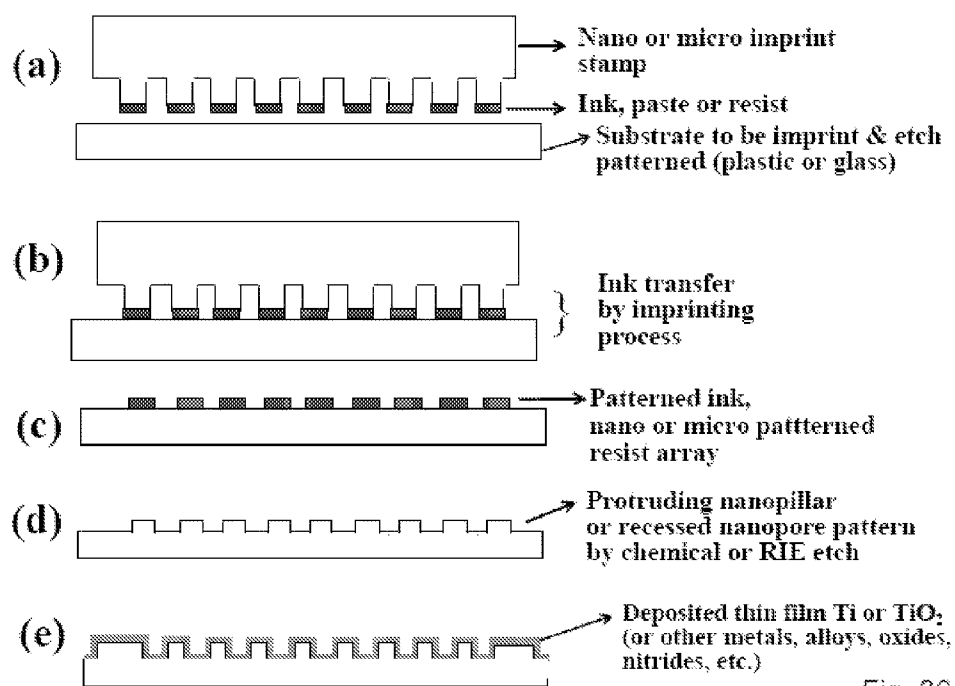 (a)
Nano or micro imprint
stamp
Ink, paste or resist
Substrate to be imprint & etch
patterned (plastic or glass)
(b)
Ink transfer
by imprinting
process
(c)
Patterned ink,
nano or micro pattterned
resist array
(d)
Protruding nanopillar
or recessed nanopore pattern
by chemical or RIE etch
(e)
Deposited thin film Ti or TiO₂
(or other metals, alloys, oxides,
nitrides, etc.)